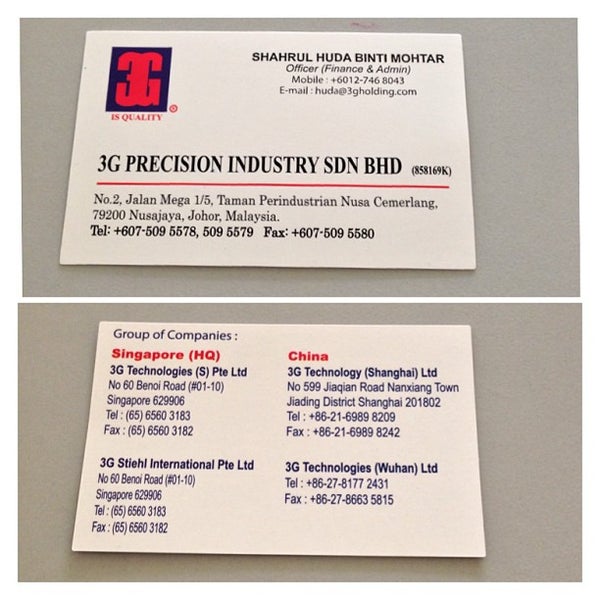 3G
IS QUALITY
SHAHRUL HUDA BINTI MOHTAR
Officer (Finance & Admin)
Mobile : +6012-746 8043
E-mail : huda@3gholding.com
3G PRECISION INDUSTRY SDN BHD (858169K)
No.2, Jalan Mega 1/5, Taman Perindustrian Nusa Cemerlang,
79200 Nusajaya, Johor, Malaysia.
Tel: +607-509 5578, 509 5579 Fax: +607-509 5580
Group of Companies :
Singapore (HQ)
3G Technologies (S) Pte Ltd
No 60 Benoi Road (#01-10)
Singapore 629906
Tel : (65) 6560 3183
Fax : (65) 6560 3182
3G Stiehl International Pte Ltd
No 60 Benoi Road (#01-10)
Singapore 629906
Tel : (65) 6560 3183
Fax : (65) 6560 3182
China
3G Technology (Shanghai) Ltd
No 599 Jiaqian Road Nanxiang Town
Jiading District Shanghai 201802
Tel : +86-21-6989 8209
Fax : +86-21-6989 8242
3G Technologies (Wuhan) Ltd
Tel : +86-27-8177 2431
Fax : +86-27-8663 5815